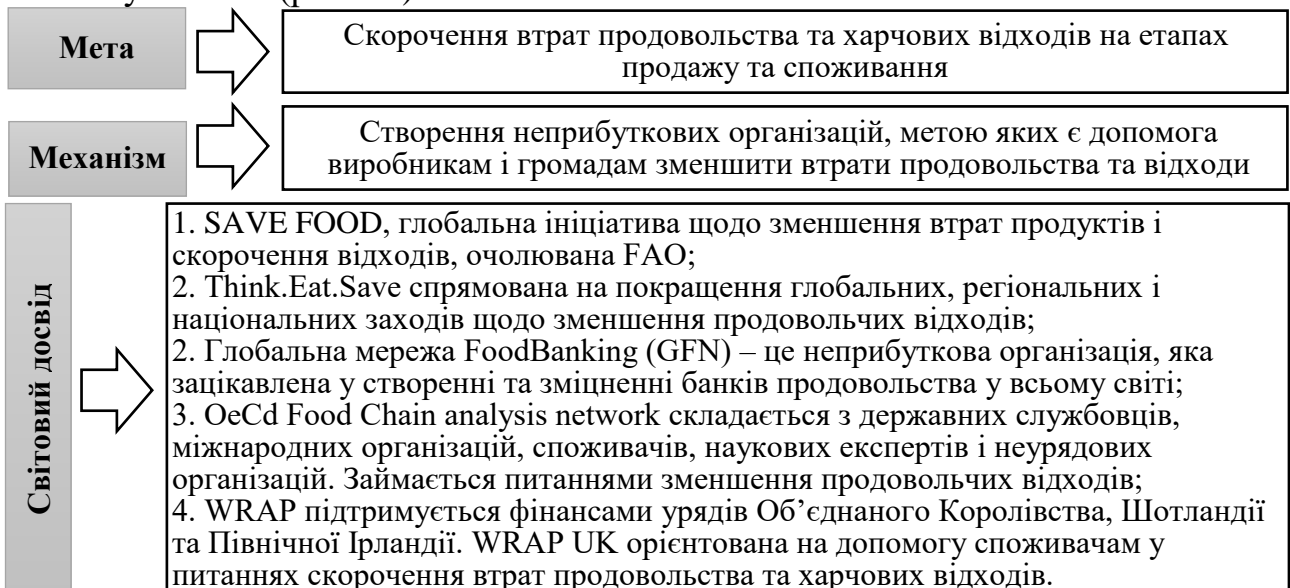 Мета
Скорочення втрат продовольства та харчових відходів на етапах
продажу та споживання
Механізм
Створення неприбуткових організацій, метою яких є допомога
виробникам і громадам зменшити втрати продовольства та відходи
Світовий досвід
1. SAVE FOOD, глобальна ініціатива щодо зменшення втрат продуктів і
скорочення відходів, очолювана FAO;
2. Think.Eat.Save спрямована на покращення глобальних, регіональних і
національних заходів щодо зменшення продовольчих відходів;
2. Глобальна мережа FoodBanking (GFN) – це неприбуткова організація, яка
зацікавлена у створенні та зміцненні банків продовольства у всьому світі;
3. OeCd Food Chain analysis network складається з державних службовців,
міжнародних організацій, споживачів, наукових експертів і неурядових
організацій. Займається питаннями зменшення продовольчих відходів;
4. WRAP підтримується фінансами урядів Об’єднаного Королівства, Шотландії
та Північної Ірландії. WRAP UK орієнтована на допомогу споживачам у
питаннях скорочення втрат продовольства та харчових відходів.